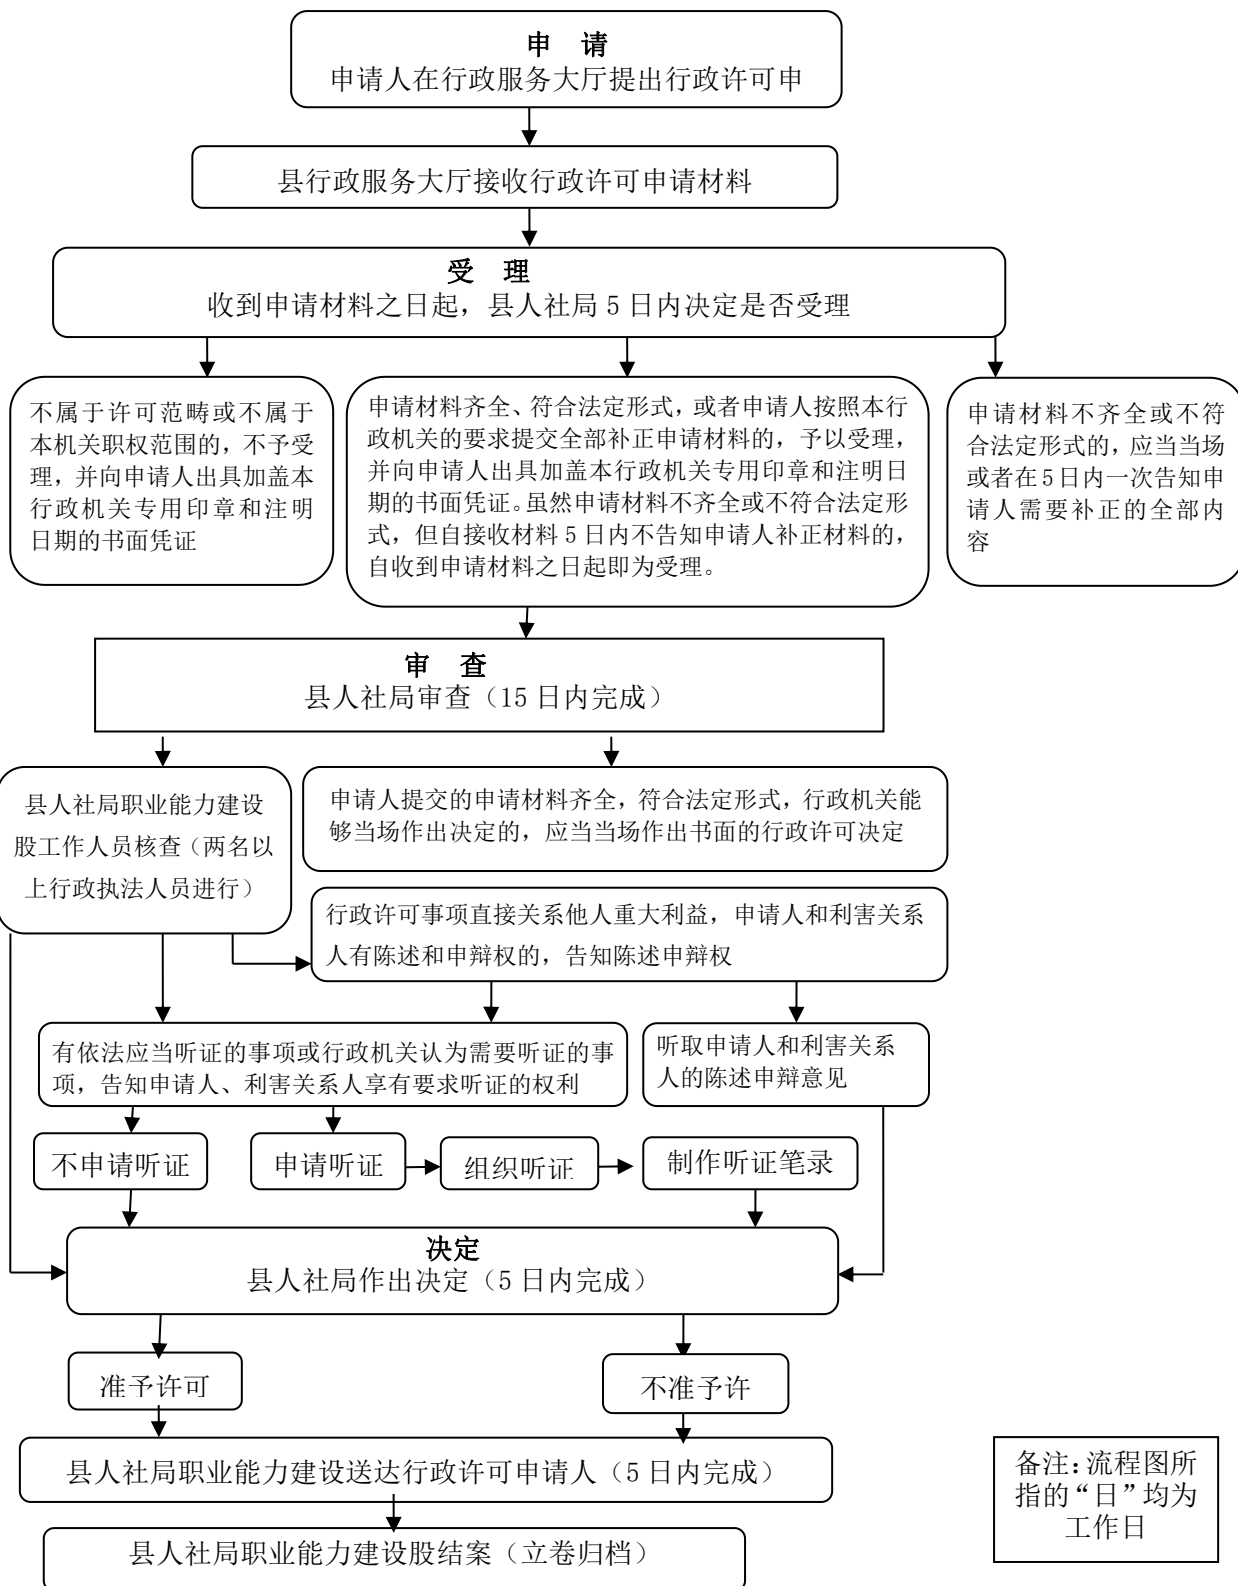 申 请
申请人在行政服务大厅提出行政许可申
县行政服务大厅接收行政许可申请材料
受 理
收到申请材料之日起，县人社局 5 日内决定是否受理
不属于许可范畴或不属于
本机关职权范围的，不予受
理，并向申请人出具加盖本
行政机关专用印章和注明
日期的书面凭证
申请材料齐全、符合法定形式，或者申请人按照本行
政机关的要求提交全部补正申请材料的，予以受理，
并向申请人出具加盖本行政机关专用印章和注明日
期的书面凭证。虽然申请材料不齐全或不符合法定形
式，但自接收材料 5 日内不告知申请人补正材料的，
自收到申请材料之日起即为受理。
申请材料不齐全或不符
合法定形式的，应当当场
或者在 5 日内一次告知申
请人需要补正的全部内
容
审 查
县人社局审查（15 日内完成）
县人社局职业能力建设
股工作人员核查（两名以
上行政执法人员进行）
申请人提交的申请材料齐全，符合法定形式，行政机关能
够当场作出决定的，应当当场作出书面的行政许可决定
行政许可事项直接关系他人重大利益，申请人和利害关系
人有陈述和申辩权的，告知陈述申辩权
有依法应当听证的事项或行政机关认为需要听证的事
项，告知申请人、利害关系人享有要求听证的权利
听取申请人和利害关系
人的陈述申辩意见
不申请听证
申请听证
组织听证
制作听证笔录
决定
县人社局作出决定（5 日内完成）
准予许可
不准予许
县人社局职业能力建设送达行政许可申请人（5 日内完成）
县人社局职业能力建设股结案（立卷归档）
备注：流程图所
指的“日”均为
工作日